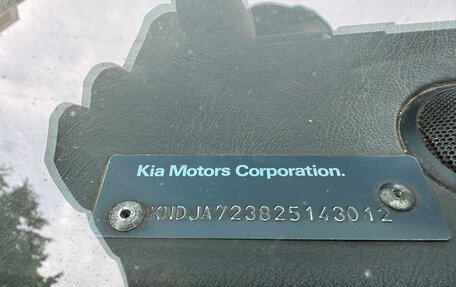 Kia Motors Corporation.
KNDJA723825143012